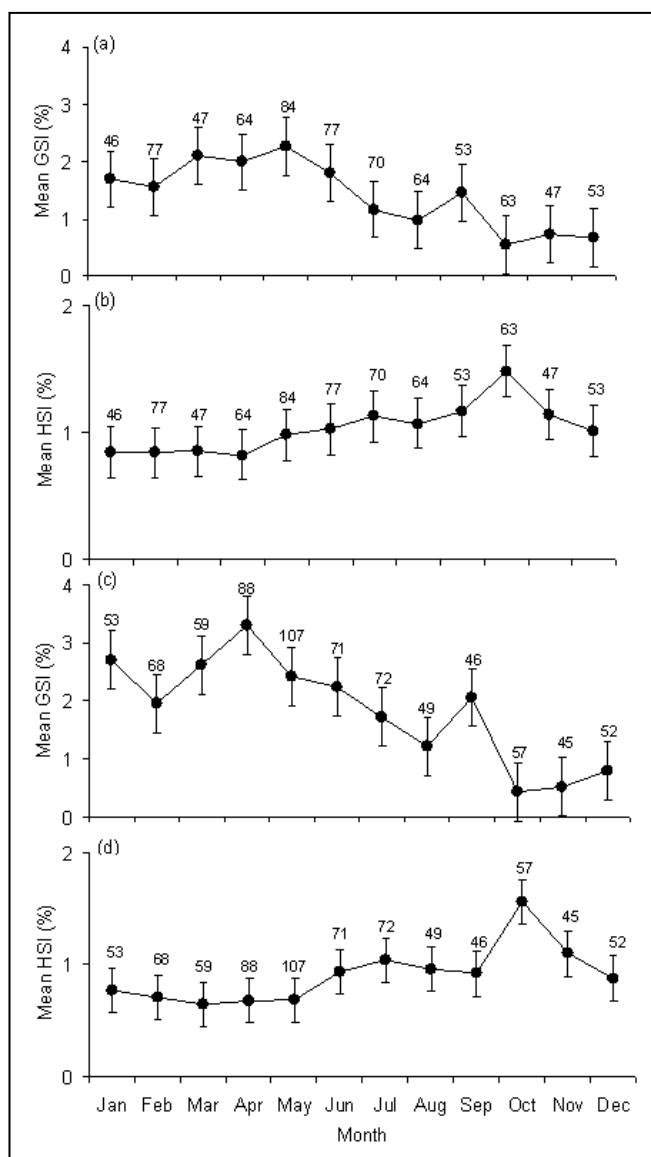 (a)
4
3
2
1
0
Mean GSI (%)
46 77 47 64 84 77 70 64 53 63 47 53
(b)
2
1
0
Mean HSI (%)
46 77 47 64 84 77 70 64 53 63 47 53
(c)
4
3
2
1
0
Mean GSI (%)
53 68 59 88 107 71 72 49 46 57 45 52
(d)
2
1
0
Mean HSI (%)
53 68 59 88 107 71 72 49 46 57 45 52
Jan Feb Mar Apr May Jun Jul Aug Sep Oct Nov Dec
Month